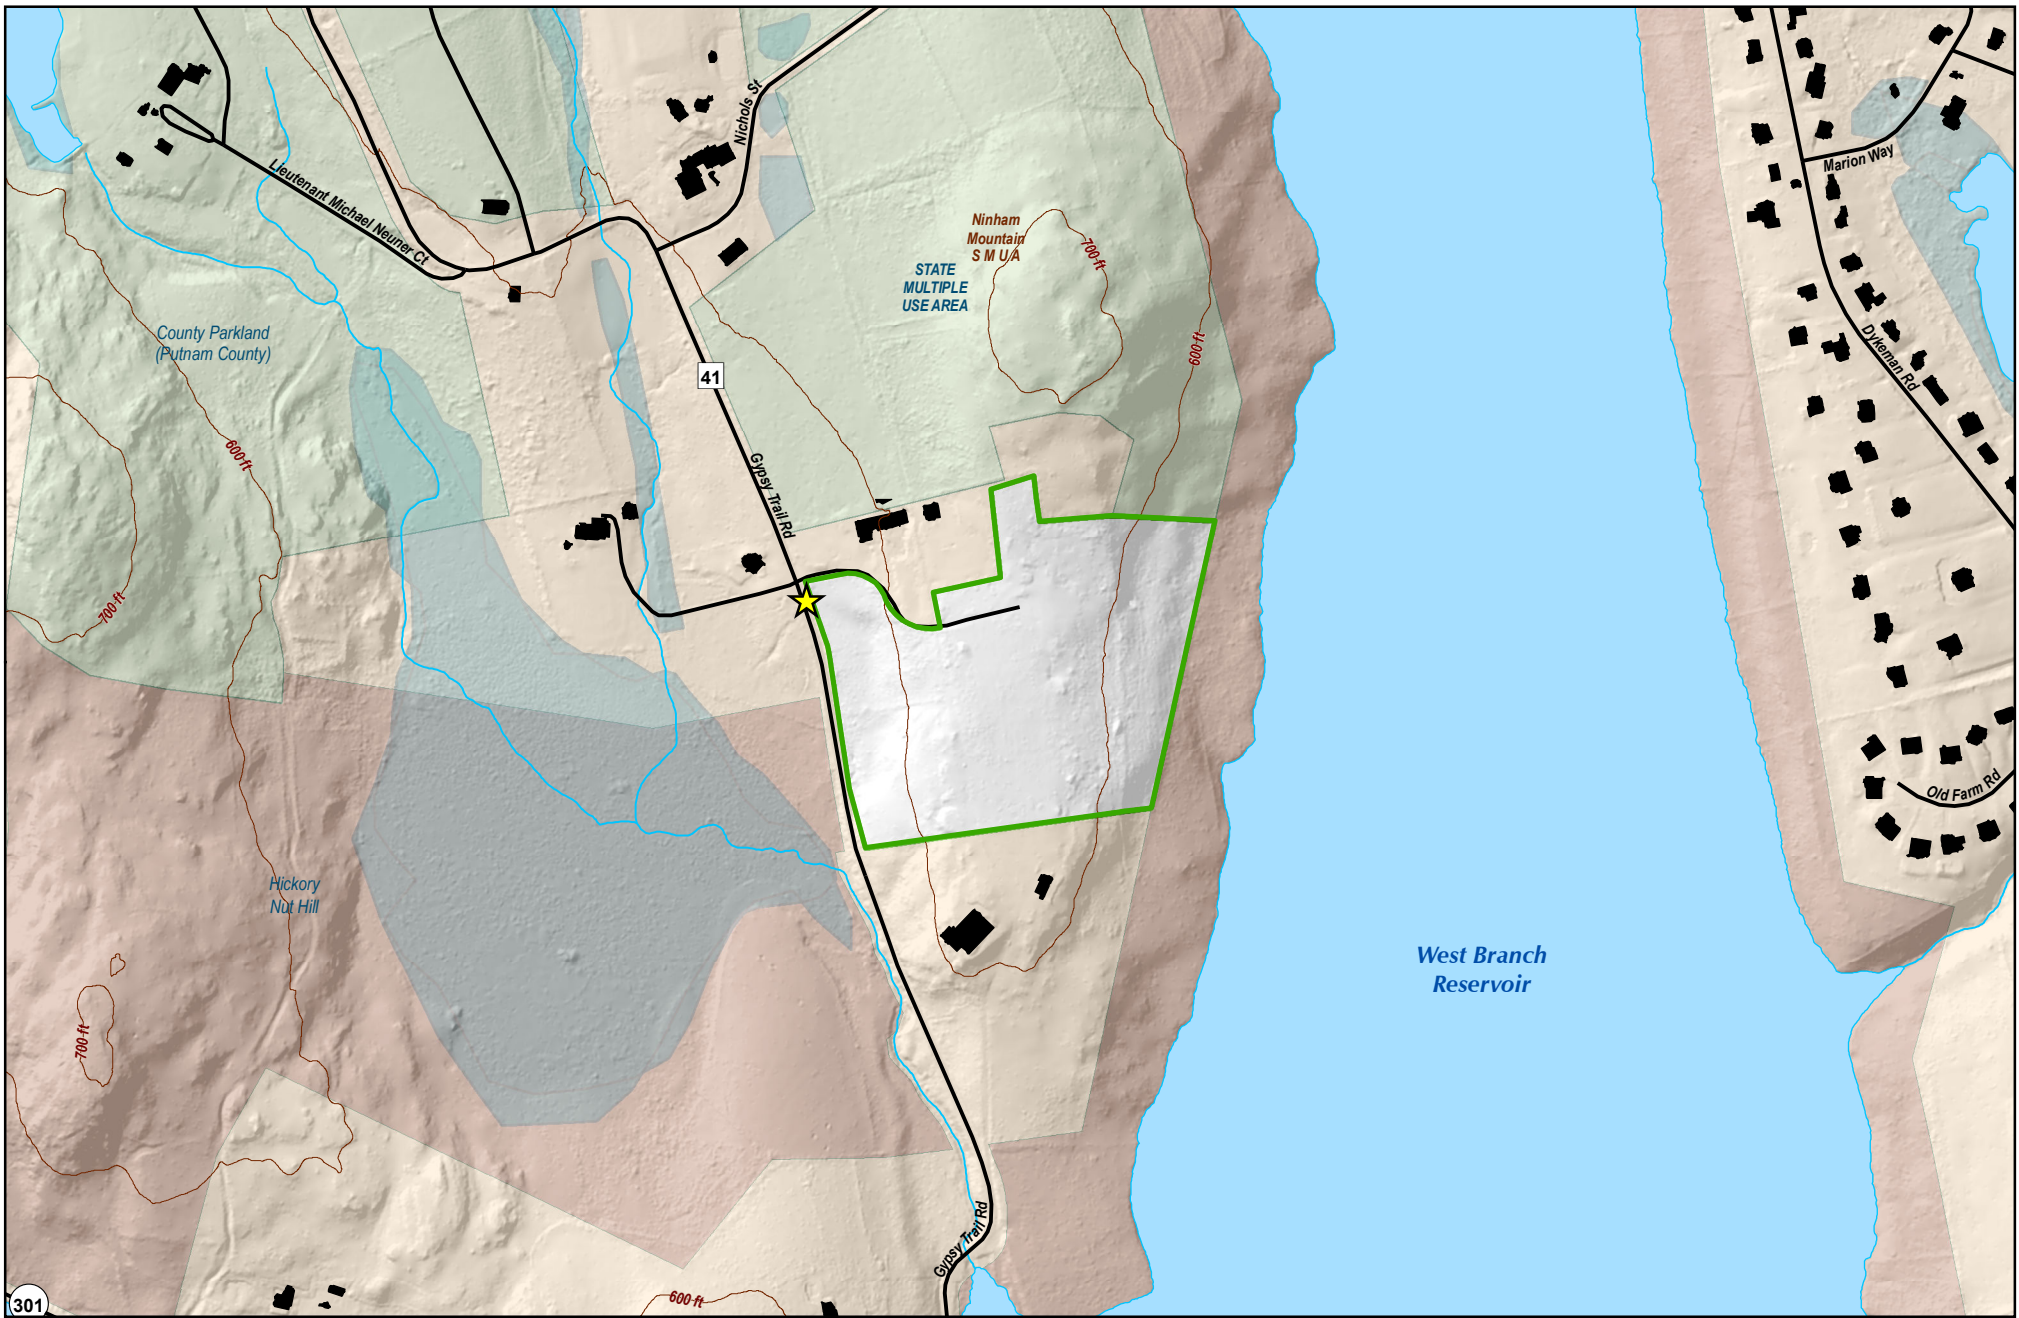 Nichols St
Marion Way
Lieutenant Michael Neuner Ct
Ninham
Mountain
S M U A
700 ft
STATE
MULTIPLE
USE AREA
County Parkland
(Putnam County)
600 ft
Dykeman Rd
41
600 ft
Gypsy Trail Rd
700 ft
Old Farm Rd
Hickory
Nut Hill
West Branch
Reservoir
700 ft
Gypsy Trail Rd
600 ft
301